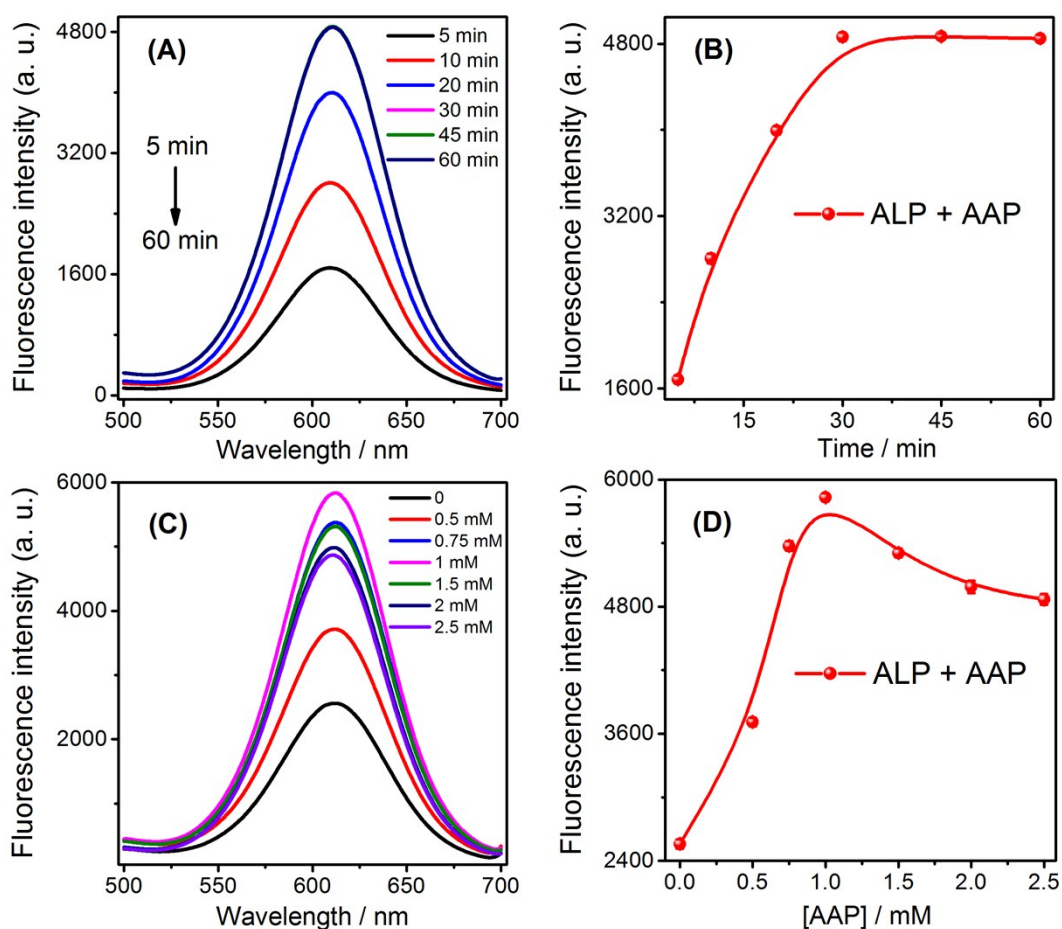 (A)
Fluorescence intensity (a. u.)
4800
3200
1600
0
5 min
10 min
20 min
30 min
45 min
60 min
5 min
60 min
500 550 600 650 700
Wavelength / nm
(B)
Fluorescence intensity (a. u.)
4800
3200
1600
ALP + AAP
15 30 45 60
Time / min
(C)
Fluorescence intensity (a. u.)
6000
4000
2000
0
0.5 mM
0.75 mM
1 mM
1.5 mM
2 mM
2.5 mM
500 550 600 650 700
Wavelength / nm
(D)
Fluorescence intensity (a. u.)
6000
4800
3600
2400
ALP + AAP
0.0 0.5 1.0 1.5 2.0 2.5
[AAP] / mM